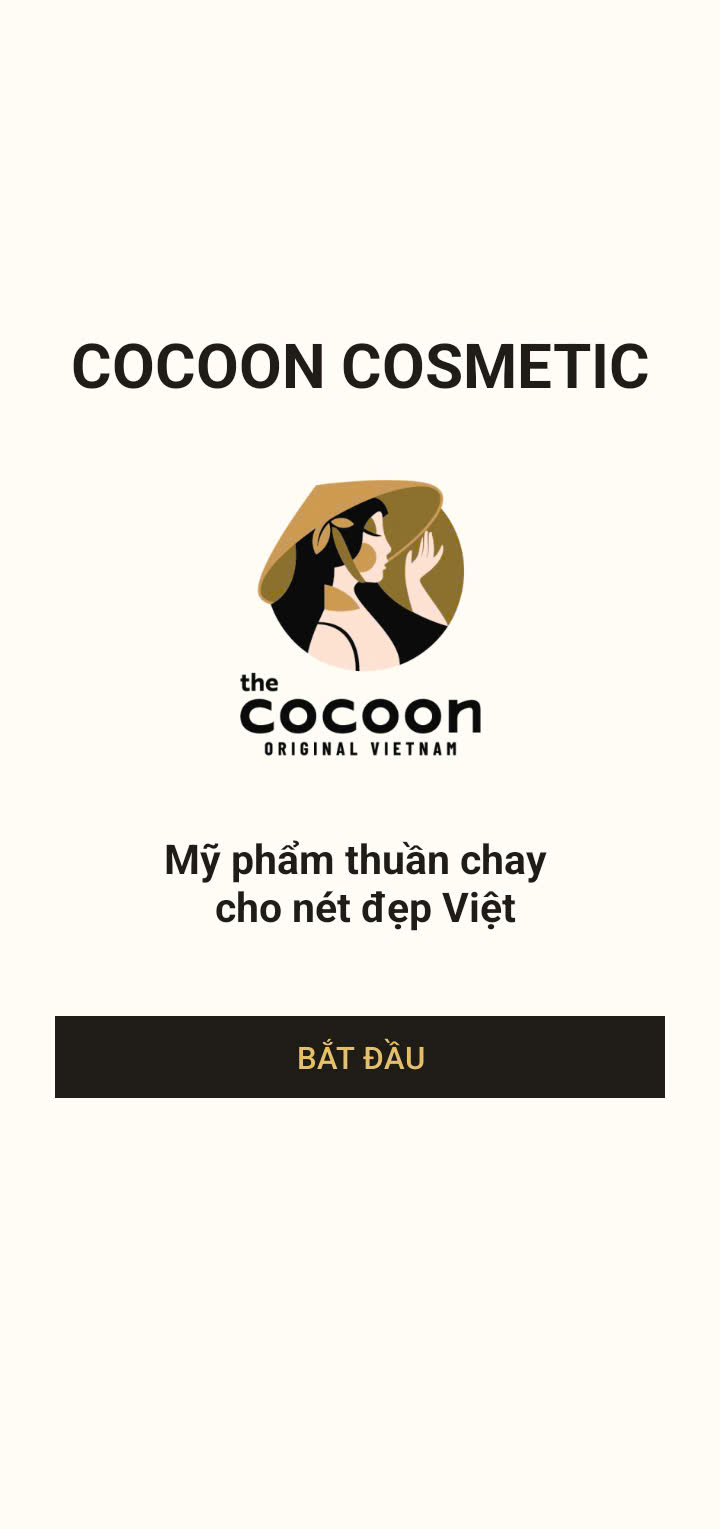 COCOON COSMETIC
the
cocoon
ORIGINAL VIETNAM
Mỹ phẩm thuần chay
cho nét đẹp Việt
BẮT ĐẦU